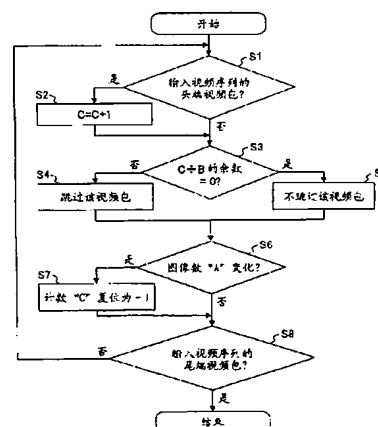 开始
S1
输入视频序列的
头端视频包?
是
S2
C=C+1
否
S3
C÷B的余数
=0?
否
是
S4
跳过该视频包
S
不跳过该视频包
S6
图像数"A"变化?
是
S7
计数"C"复位为-1
否
S8
输入视频序列的
尾端视频包?
否
是
结束